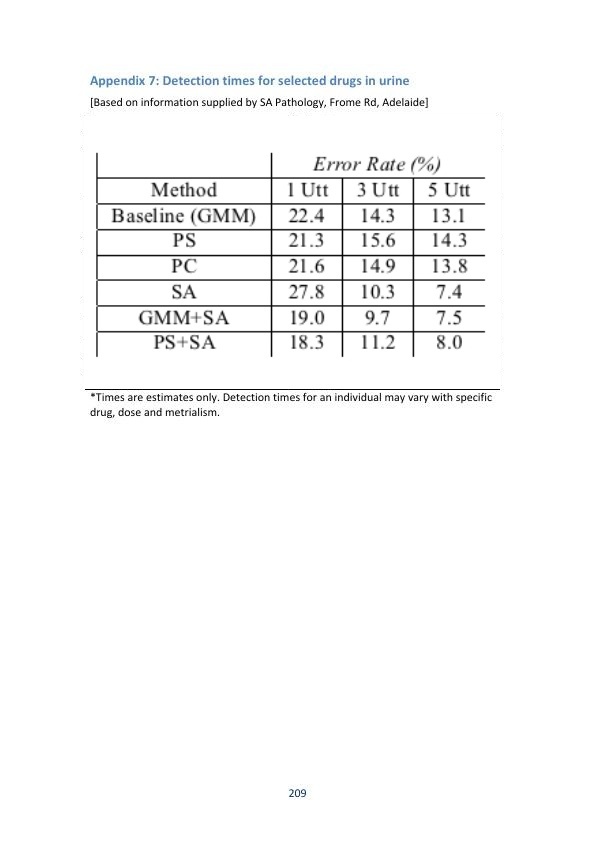 Appendix 7: Detection times for selected drugs in urine
[Based on information supplied by SA Pathology, Frome Rd, Adelaide]
Error Rate (%)
Method 1 Utt 3 Utt 5 Utt
Baseline (GMM) 22.4 14.3 13.1
PS 21.3 15.6 14.3
PC 21.6 14.9 13.8
SA 27.8 10.3 7.4
GMM+SA 19.0 9.7 7.5
PS+SA 18.3 11.2 8.0
*Times are estimates only. Detection times for an individual may vary with specific
drug, dose and metrialism.
209